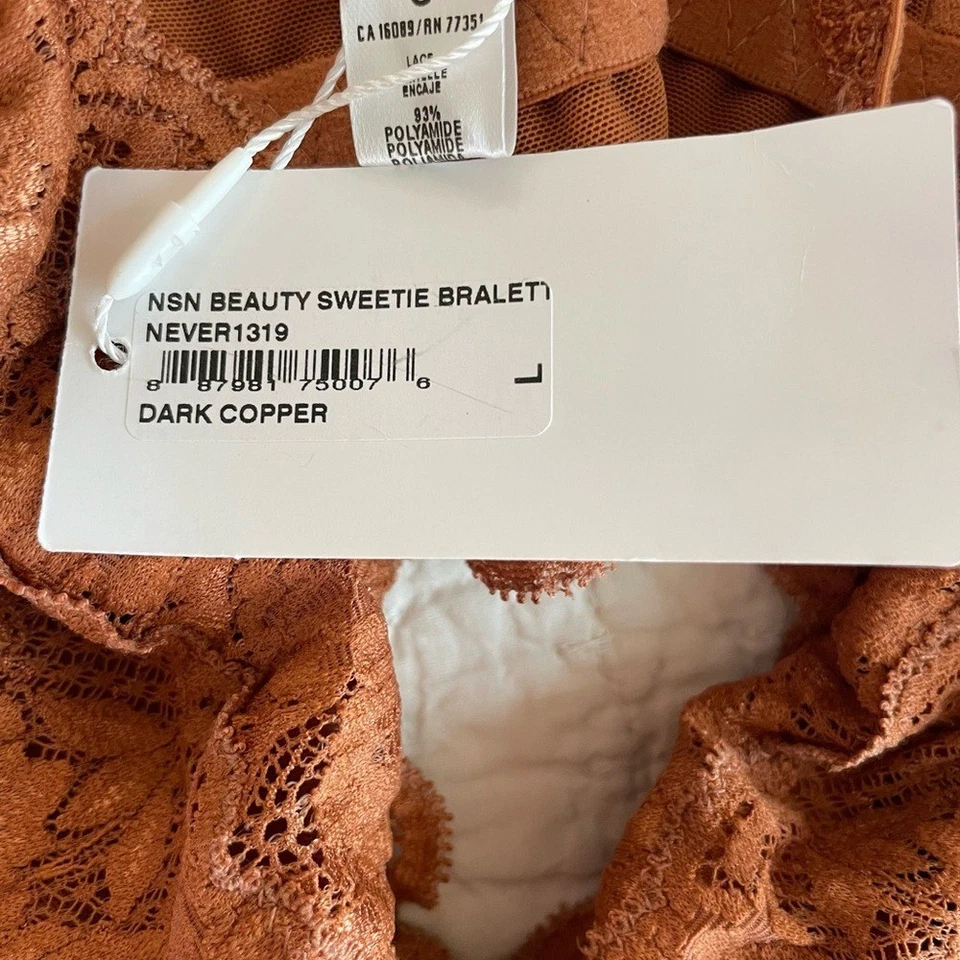 CA 16089/RN 77351
LACE
ENCAJE
93%
POLYAMIDE
POLYAMIDE
POLIAMIDA
NSN BEAUTY SWEETIE BRALETT
NEVER1319
8 87981 75007 6
L
DARK COPPER